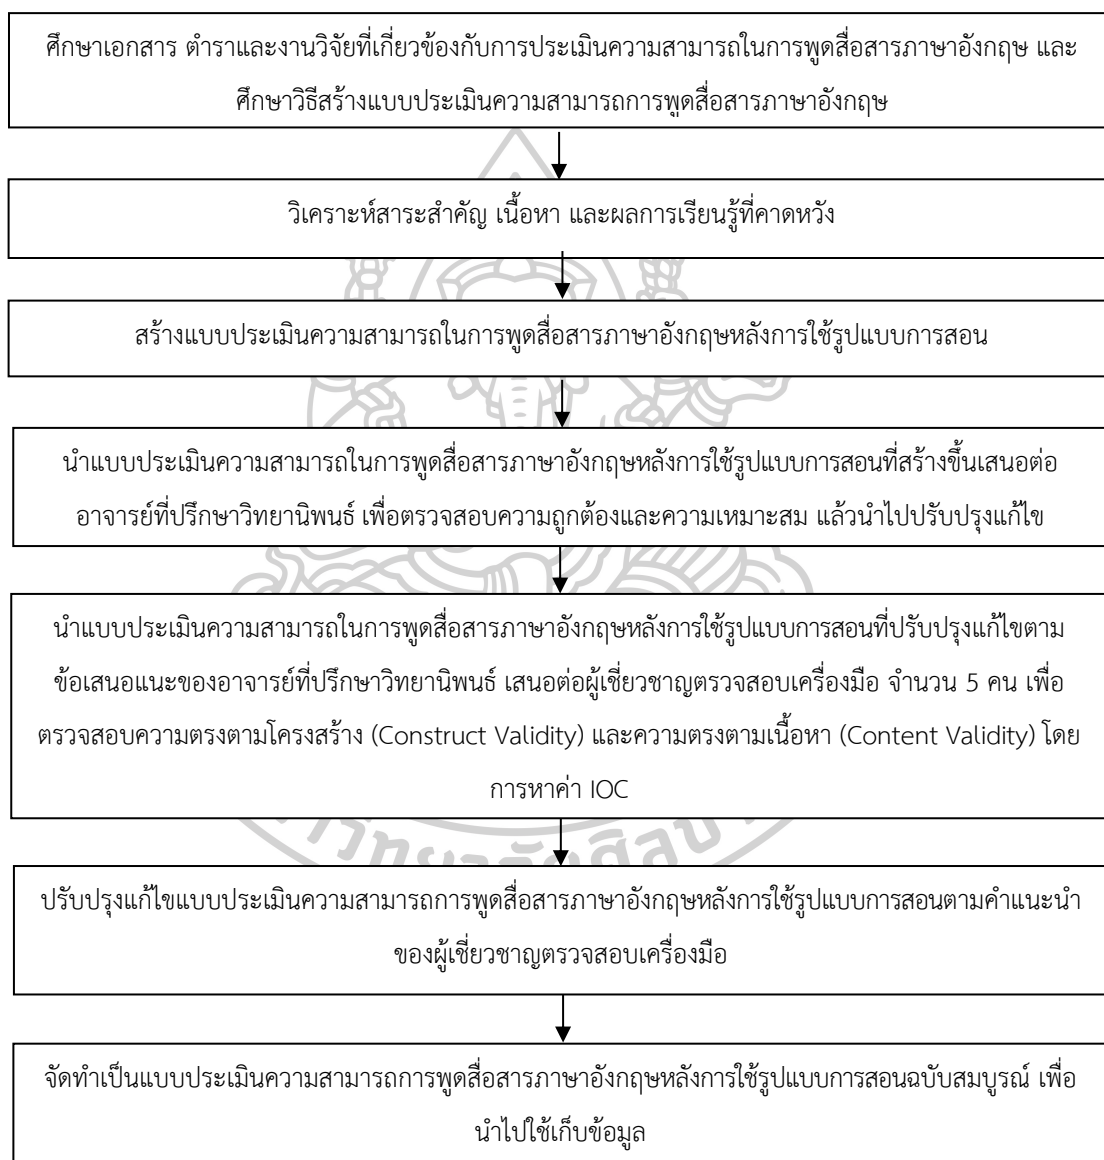 ศึกษาเอกสาร ตำราและงานวิจัยที่เกี่ยวข้องกับการประเมินความสามารถในการพูดสื่อสารภาษาอังกฤษ และ
ศึกษาวิธีสร้างแบบประเมินความสามารถการพูดสื่อสารภาษาอังกฤษ
วิเคราะห์สาระสำคัญ เนื้อหา และผลการเรียนรู้ที่คาดหวัง
สร้างแบบประเมินความสามารถในการพูดสื่อสารภาษาอังกฤษหลังการใช้รูปแบบการสอน
นำแบบประเมินความสามารถในการพูดสื่อสารภาษาอังกฤษหลังการใช้รูปแบบการสอนที่สร้างขึ้นเสนอต่อ
อาจารย์ที่ปรึกษาวิทยานิพนธ์ เพื่อตรวจสอบความถูกต้องและความเหมาะสม แล้วนำไปปรับปรุงแก้ไข
นำแบบประเมินความสามารถในการพูดสื่อสารภาษาอังกฤษหลังการใช้รูปแบบการสอนที่ปรับปรุงแก้ไขตาม
ข้อเสนอแนะของอาจารย์ที่ปรึกษาวิทยานิพนธ์ เสนอต่อผู้เชี่ยวชาญตรวจสอบเครื่องมือ จำนวน 5 คน เพื่อ
ตรวจสอบความตรงตามโครงสร้าง (Construct Validity) และความตรงตามเนื้อหา (Content Validity) โดย
การหาค่า IOC
ปรับปรุงแก้ไขแบบประเมินความสามารถการพูดสื่อสารภาษาอังกฤษหลังการใช้รูปแบบการสอนตามคำแนะนำ
ของผู้เชี่ยวชาญตรวจสอบเครื่องมือ
จัดทำเป็นแบบประเมินความสามารถการพูดสื่อสารภาษาอังกฤษหลังการใช้รูปแบบการสอนฉบับสมบูรณ์ เพื่อ
นำไปใช้เก็บข้อมูล